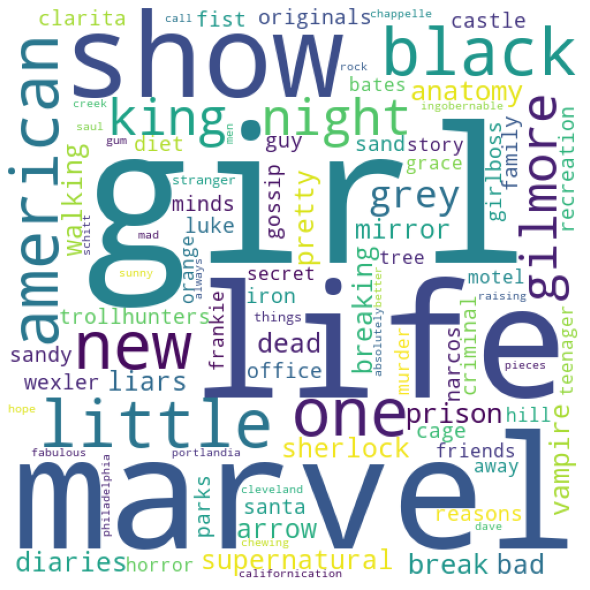 clarita
call
fist
originals
chappelle
castle
show
black
rock
bates
anatomy
american
king
night
ingobernable
creek
saul
men
gum
diet
guy
sand
story
family
recreation
walking
girl
grace
girlboss
gilmore
stranger
minds
gossip
pretty
grey
schitt
mad
luke
mirror
sunny
orange
always
secret
tree
motel
iron
life
breaking
better
absolutely
raising
trollhunters
things
frankie
new
dead
murder
narcos
criminal
teenager
sandy
wexler
liars
office
pieces
little
one
prison
hill
hope
cage
vampire
fabulous
portlandia
sherlock
friends
philadelphia
marvel
away
parks
cleveland
santa
reasons
arrow
dave
diaries
horror
chewing
supernatural
californication
break
bad